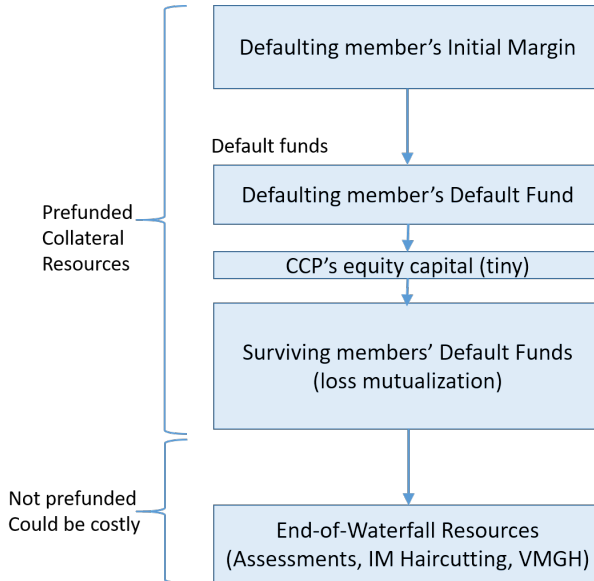 Defaulting member's Initial Margin
Default funds
Defaulting member's Default Fund
Prefunded
Collateral
Resources
CCP's equity capital (tiny)
Surviving members' Default Funds
(loss mutualization)
Not prefunded
Could be costly
End-of-Waterfall Resources
(Assessments, IM Haircutting, VMGH)